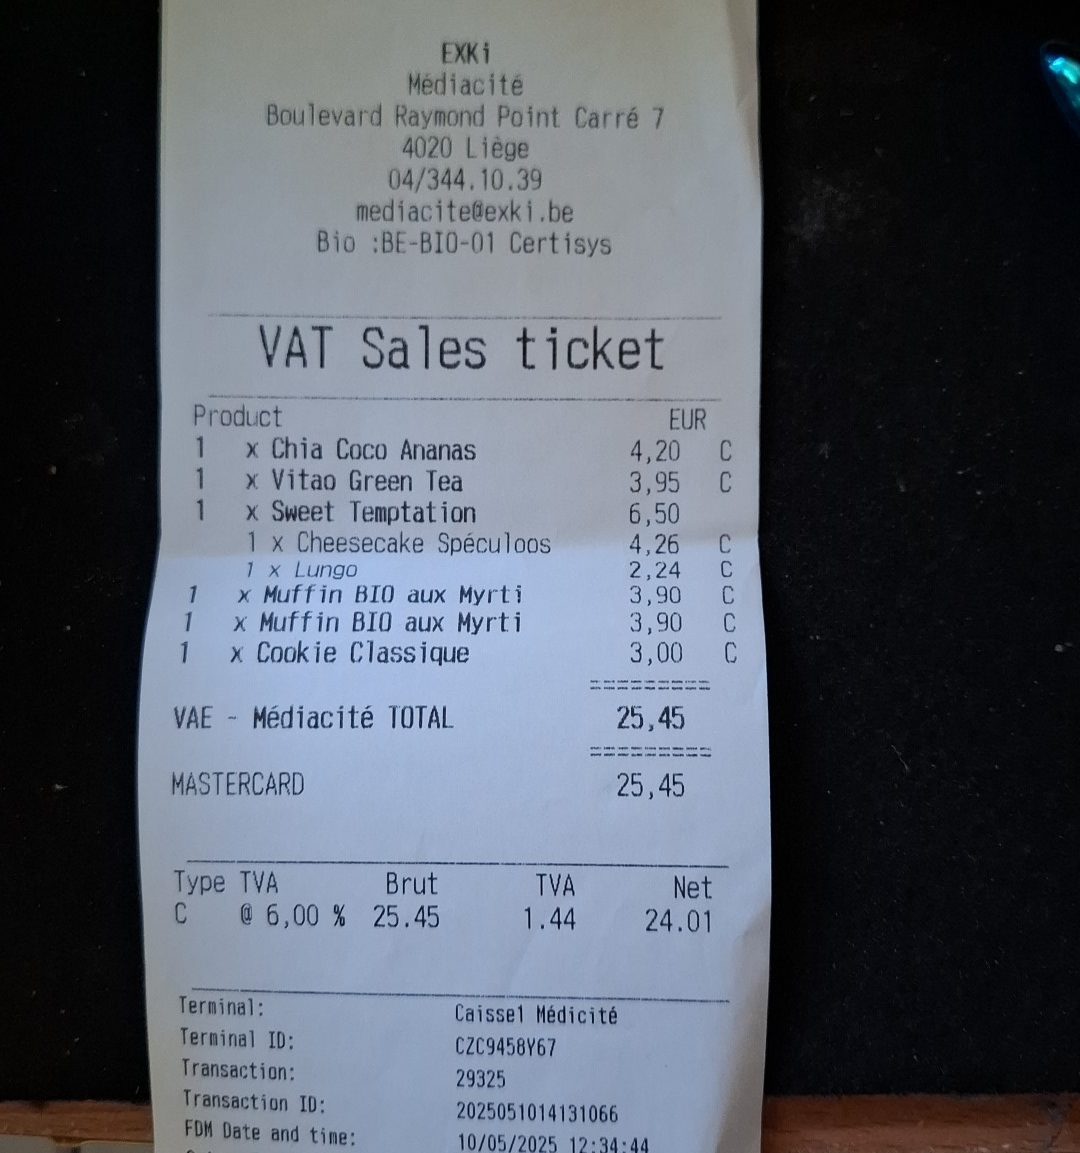 EXKi
Médiacité
Boulevard Raymond Point Carré 7
4020 Liège
04/344.10.39
mediacite@exki.be
Bio :BE-BIO-01 Certisys
VAT Sales ticket
Product EUR
1 x Chia Coco Ananas 4,20 C
1 x Vitao Green Tea 3,95 C
1 x Sweet Temptation 6,50
1 x Cheesecake Spéculoos 4,26 C
1 x Lungo 2,24 C
1 x Muffin BIO aux Myrti 3,90 C
1 x Muffin BIO aux Myrti 3,90 C
1 x Cookie Classique 3,00 C
VAE - Médiacité TOTAL 25,45
MASTERCARD 25,45
Type TVA Brut TVA Net
C @ 6,00 % 25.45 1.44 24.01
Terminal: Caisse1 Médicité
Terminal ID: CZC9458Y67
Transaction: 29325
Transaction ID: 2025051014131066
FDM Date and time: 10/05/2025 12:34:44